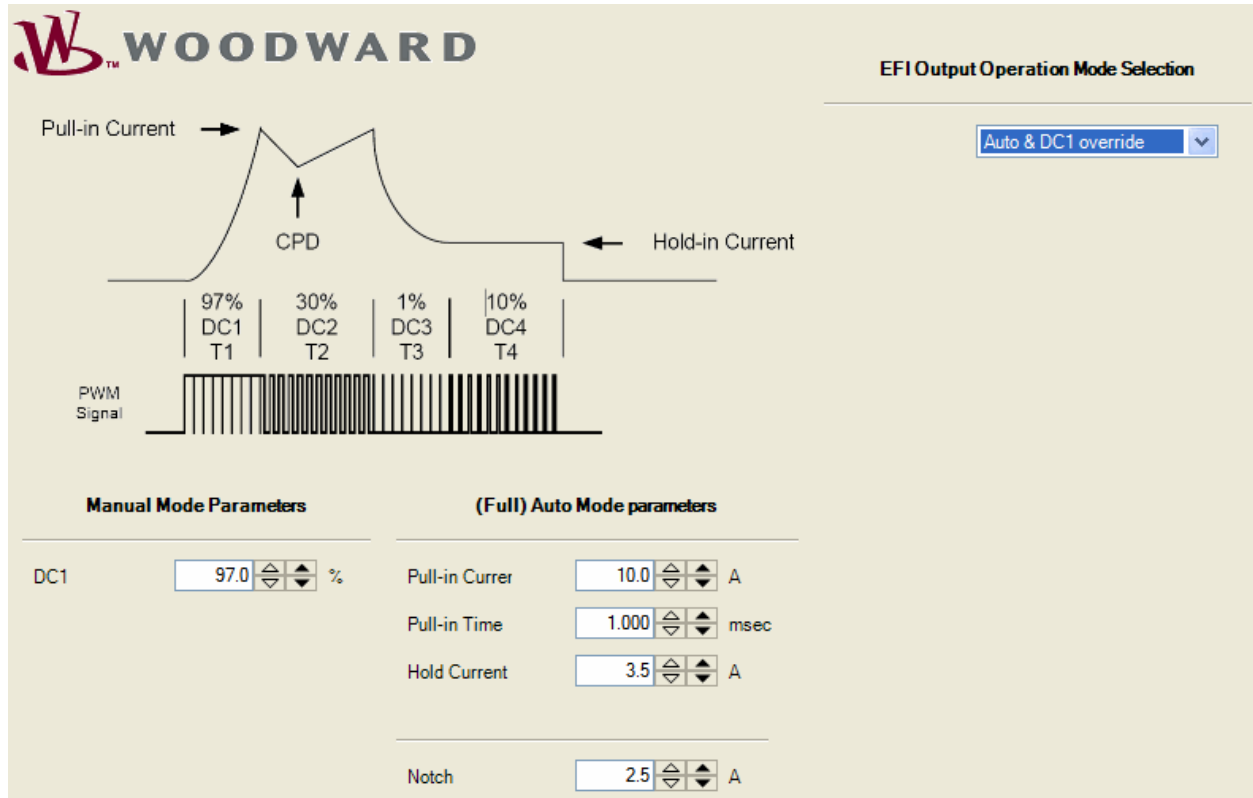 WOODWARD
TM
EFI Output Operation Mode Selection
Auto & DC1 override
Pull-in Current
CPD
Hold-in Current
97% 30% 1% 10%
DC1 DC2 DC3 DC4
T1 T2 T3 T4
PWM
Signal
Manual Mode Parameters
(Full) Auto Mode parameters
DC1 97.0 %
Pull-in Currer 10.0 A
Pull-in Time 1.000 msec
Hold Current 3.5 A
Notch 2.5 A